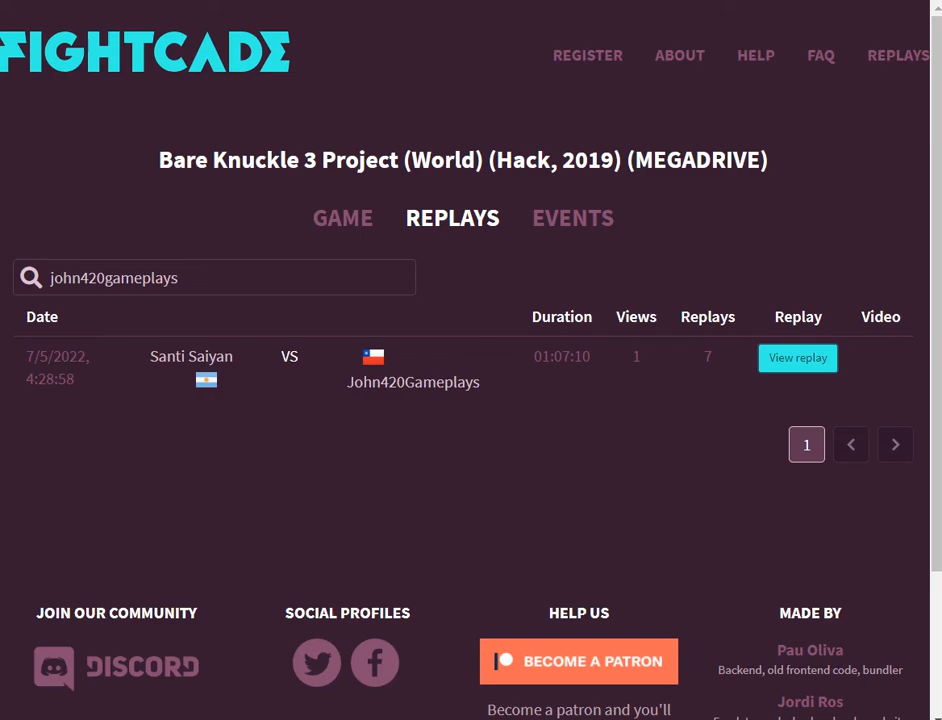 FIGHTCADE
REGISTER ABOUT HELP FAQ REPLAYS
Bare Knuckle 3 Project (World) (Hack, 2019) (MEGADRIVE)
GAME REPLAYS EVENTS
john420gameplays
Date Duration Views Replays Replay Video
7/5/2022, 4:28:58 Santi Saiyan VS John420Gameplays 01:07:10 1 7 View replay
1
JOIN OUR COMMUNITY SOCIAL PROFILES HELP US MADE BY
DISCORD BECOME A PATRON Pau Oliva
Backend, old frontend code, bundler
Jordi Ros
Become a patron and you'll